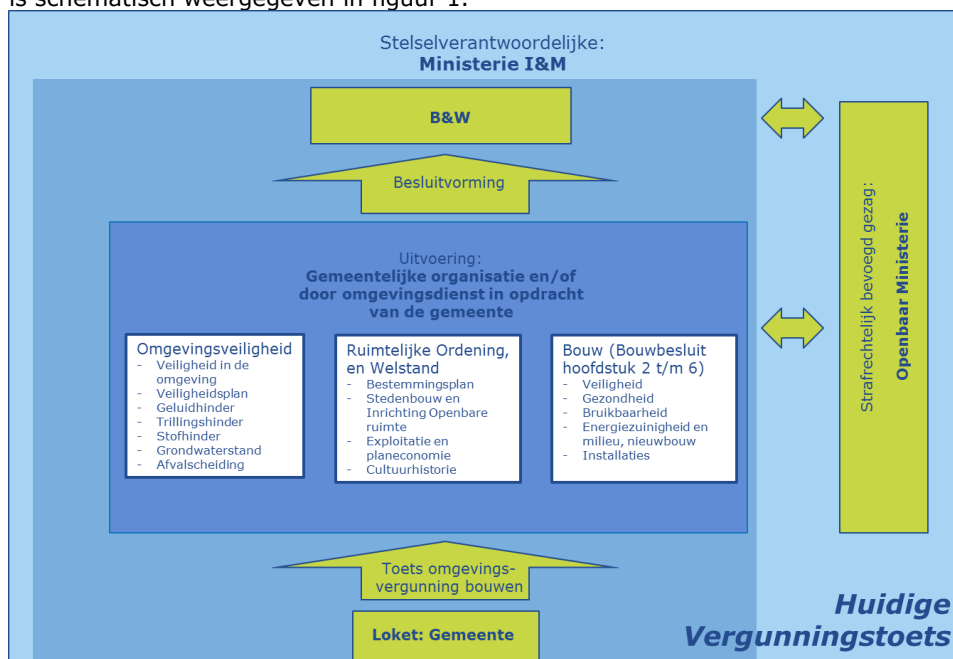 is schematisch weergegeven in figuur 1.
Stelselverantwoordelijke:
Ministerie I&M
B&W
Besluitvorming
Uitvoering:
Gemeentelijke organisatie en/of
door omgevingsdienst in opdracht
van de gemeente
Omgevingsveiligheid
- Veiligheid in de
omgeving
- Veiligheidsplan
- Geluidhinder
- Trillingshinder
- Stofhinder
- Grondwaterstand
- Afvalscheiding
Ruimtelijke Ordening,
en Welstand
- Bestemmingsplan
- Stedenbouw en
Inrichting Openbare
ruimte
- Exploitatie en
planeconomie
- Cultuurhistorie
Bouw (Bouwbesluit
hoofdstuk 2 t/m 6)
- Veiligheid
- Gezondheid
- Bruikbaarheid
- Energiezuinigheid en
milieu, nieuwbouw
- Installaties
Strafrechtelijk bevoegd gezag:
Openbaar Ministerie
Toets omgevings-
vergunning bouwen
Loket: Gemeente
Huidige
Vergunningstoets